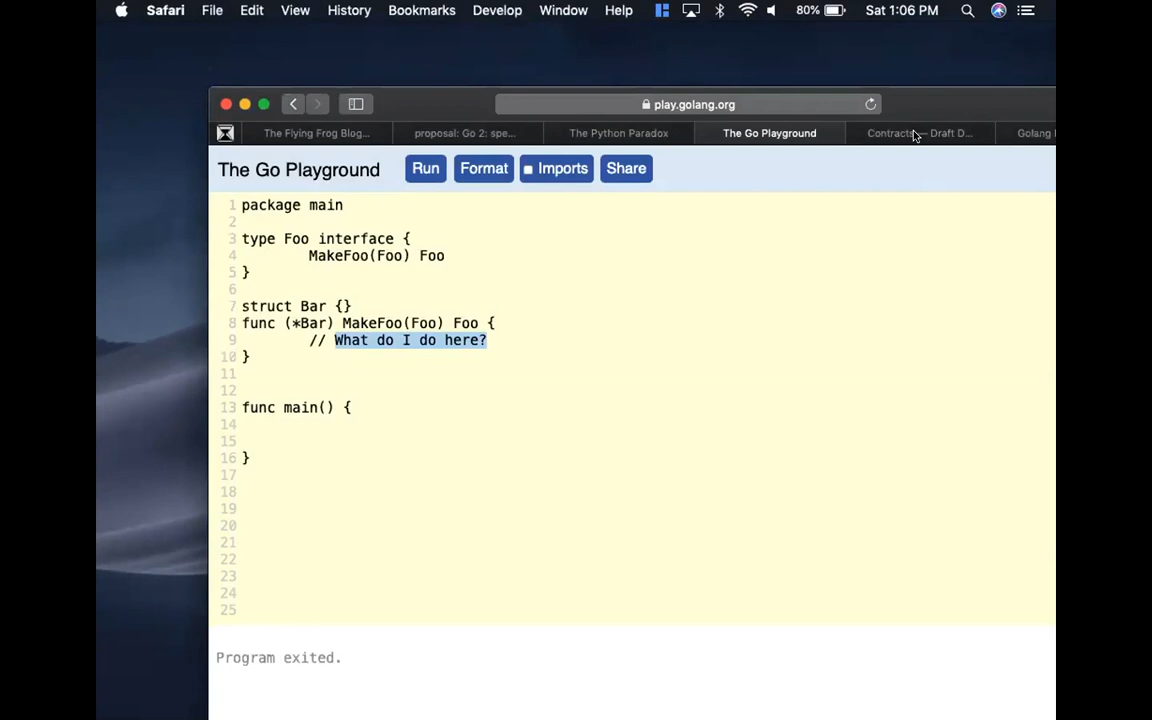 Safari File Edit View History Bookmarks Develop Window Help 80% Sat 1:06 PM
play.golang.org
The Flying Frog Blog... proposal: Go 2: spe... The Python Paradox The Go Playground Contracts — Draft D... Golang
The Go Playground Run Format Imports Share
1 package main
2
3 type Foo interface {
4 MakeFoo(Foo) Foo
5 }
6
7 struct Bar {}
8 func (*Bar) MakeFoo(Foo) Foo {
9 // What do I do here?
10 }
11
12
13 func main() {
14
15
16 }
17
18
19
20
21
22
23
24
25
Program exited.